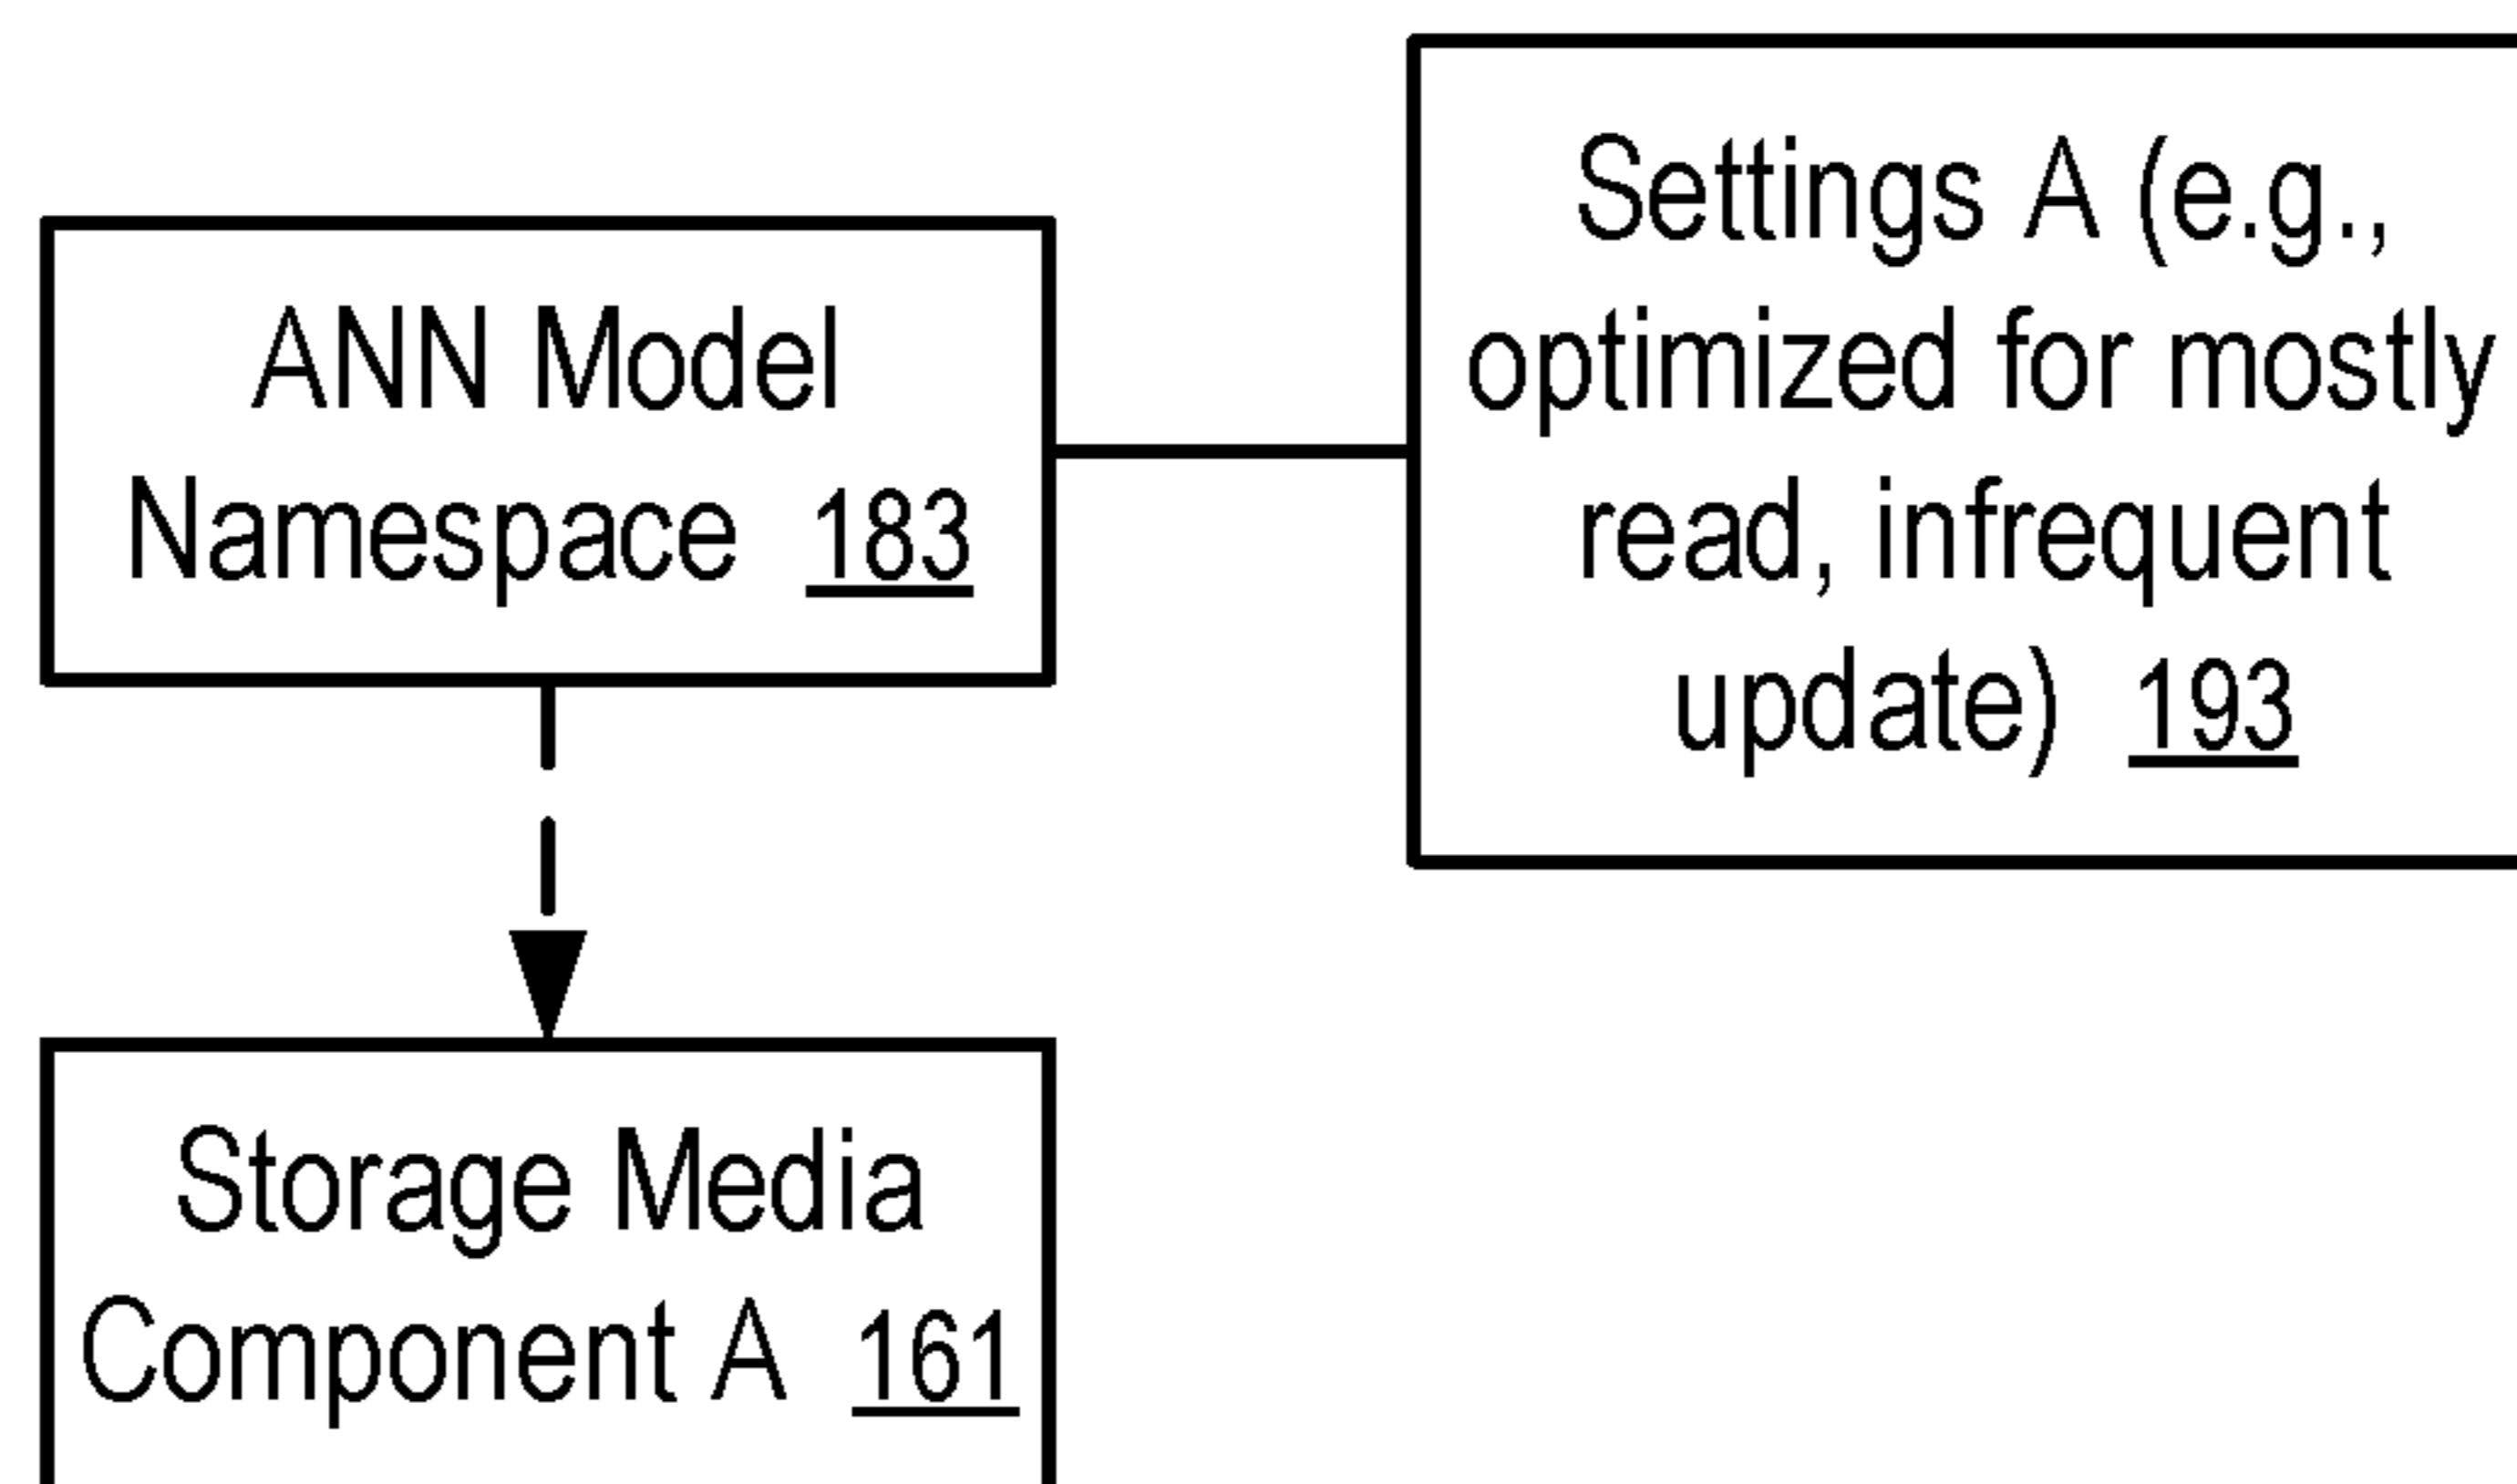 ANN Model
Namespace 183
Settings A (e.g.,
optimized for mostly
read, infrequent
update) 193
Storage Media
Component A 161